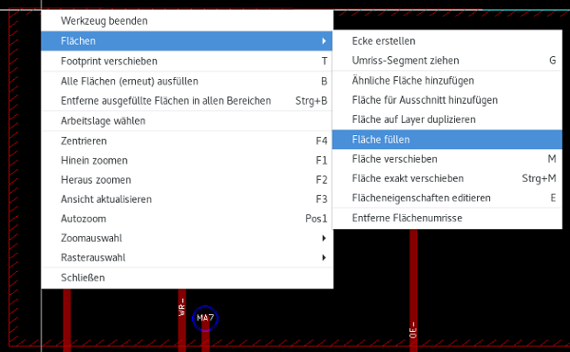 Werkzeug beenden
Flächen
Footprint verschieben T
Alle Flächen (erneut) ausfüllen B
Entferne ausgefüllte Flächen in allen Bereichen Strg+B
Arbeitslage wählen
Zentrieren F4
Hinein zoomen F1
Heraus zoomen F2
Ansicht aktualisieren F3
Autozoom Pos1
Zoomauswahl
Rasterauswahl
Schließen
Ecke erstellen
Umriss-Segment ziehen G
Ähnliche Fläche hinzufügen
Fläche für Ausschnitt hinzufügen
Fläche auf Layer duplizieren
Fläche füllen
Fläche verschieben M
Fläche exakt verschieben Strg+M
Flächeneigenschaften editieren E
Entferne Flächenumrisse
WR-
MA7
OE-